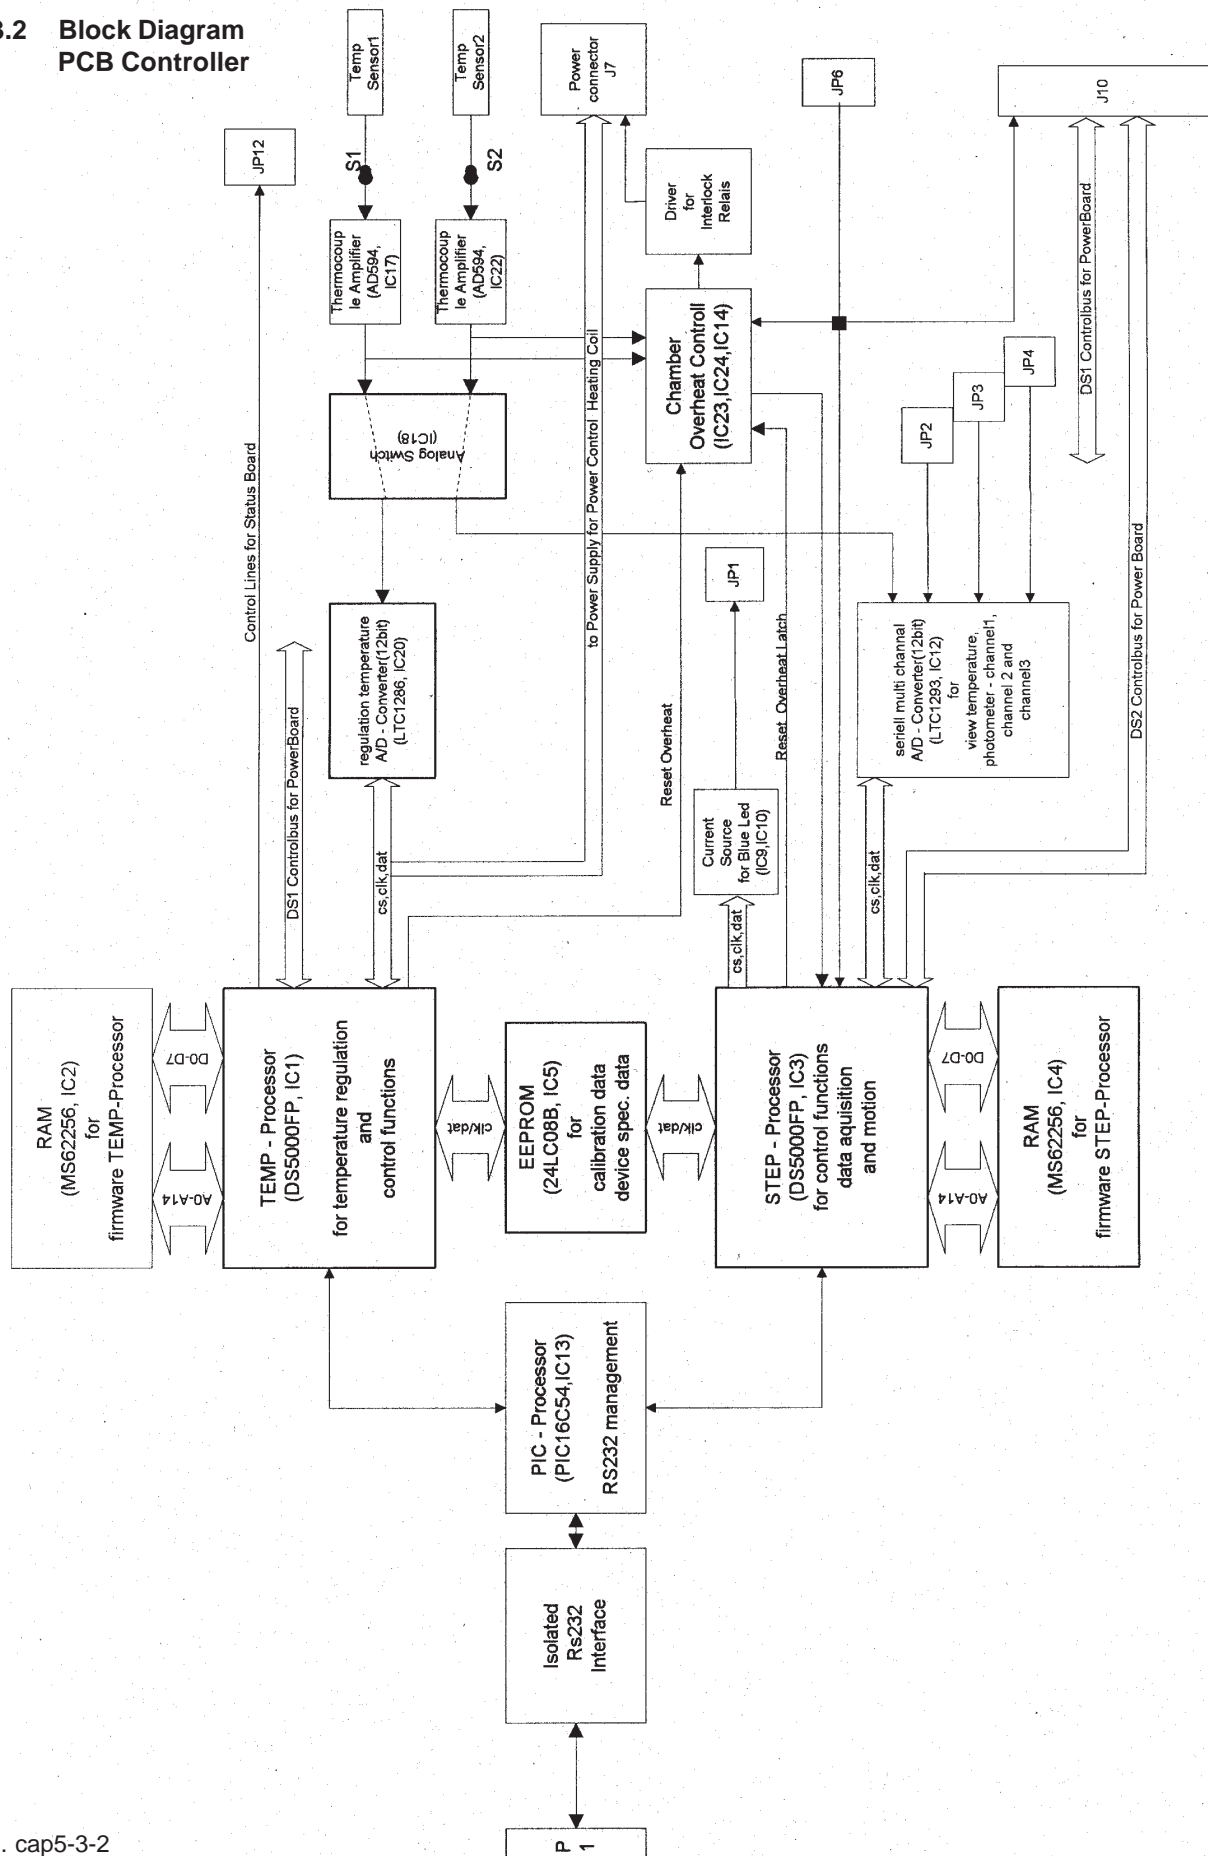 3.2 Block Diagram
PCB Controller
Temp
Sensor1
Temp
Sensor2
Power
connector
J7
JP6
J10
JP12
S1
S2
Thermocoup
le Amplifier
(AD594,
IC17)
Thermocoup
le Amplifier
(AD594,
IC22)
Driver
for
Interlock
Relais
Analog Switch
(IC18)
Chamber
Overheat Controll
(IC23,IC24,IC14)
JP2
JP3
JP4
DS1 Controlbus for PowerBoard
Control Lines for Status Board
to Power Supply for Power Control Heating Coil
JP1
regulation temperature
A/D - Converter(12bit)
(LTC1286, IC20)
seriell multi channel
A/D - Converter(12bit)
(LTC1293, IC12)
for
view temperature,
photometer - channel1,
channel 2 and
channel3
DS2 Controlbus for Power Board
DS1 Controlbus for PowerBoard
cs,clk,dat
Reset Overheat
Reset Overheat Latch
Current
Source
for Blue Led
(IC9,IC10)
cs,clk,dat
cs,clk,dat
RAM
(MS62256, IC2)
for
firmware TEMP-Processor
D0-D7
A0-A14
TEMP - Processor
(DS5000FP, IC1)
for temperature regulation
and
control functions
clk/dat
EEPROM
(24LC08B, IC5)
for
calibration data
device spec. data
clk/dat
STEP - Processor
(DS5000FP, IC3)
for control functions
data aquisition
and motion
D0-D7
A0-A14
RAM
(MS62256, IC4)
for
firmware STEP-Processor
PIC - Processor
(PIC16C54,IC13)
RS232 management
Isolated
Rs232
Interface
P
1
. cap5-3-2